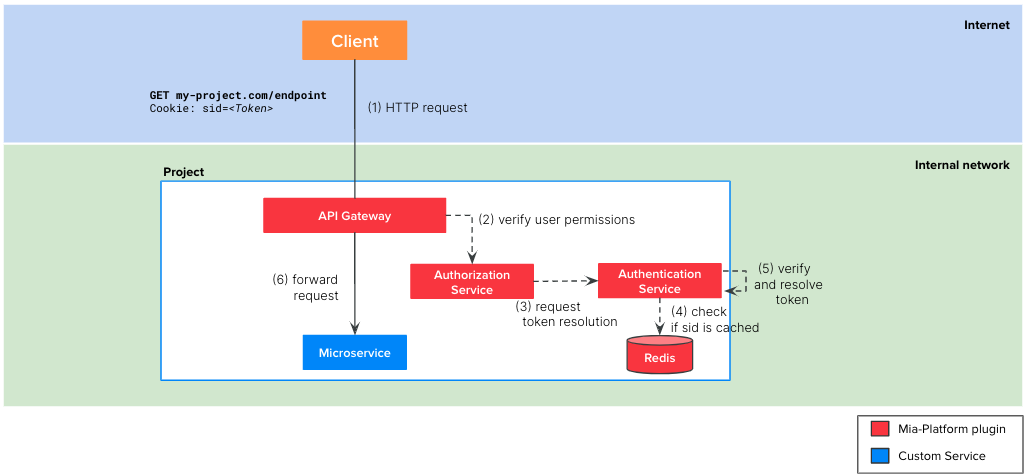 Internet
Client
GET my-project.com/endpoint
Cookie: sid=<Token>
(1) HTTP request
Internal network
Project
API Gateway
(2) verify user permissions
Authorization
Service
Authentication
Service
(5) verify
and resolve
token
(6) forward
request
(3) request
token resolution
(4) check
if sid is cached
Microservice
Redis
Mia-Platform plugin
Custom Service